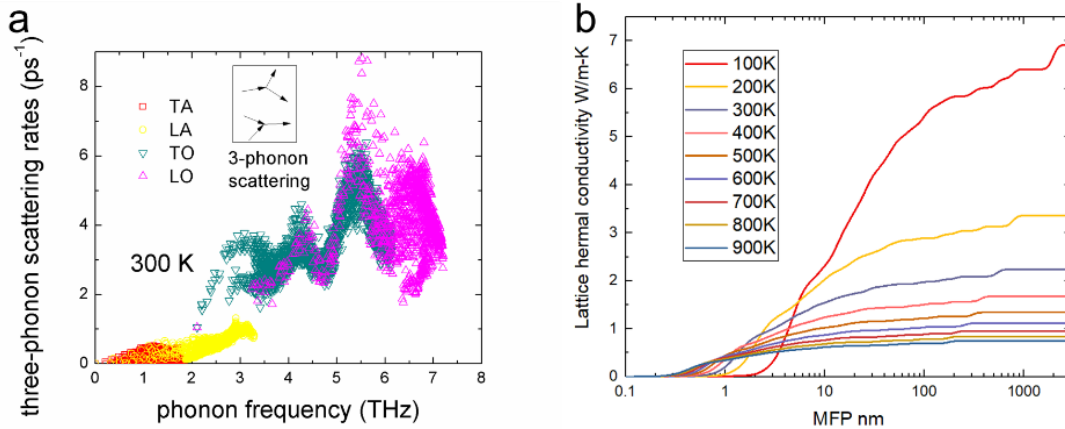 a
three-phonon scattering rates (ps⁻¹)
8
6
4
2
0
TA
LA
TO
LO
3-phonon
scattering
300 K
0 1 2 3 4 5 6 7 8
phonon frequency (THz)
b
Lattice hermal conductivity W/m-K
7
6
5
4
3
2
1
0
100K
200K
300K
400K
500K
600K
700K
800K
900K
0.1 1 10 100 1000
MFP nm